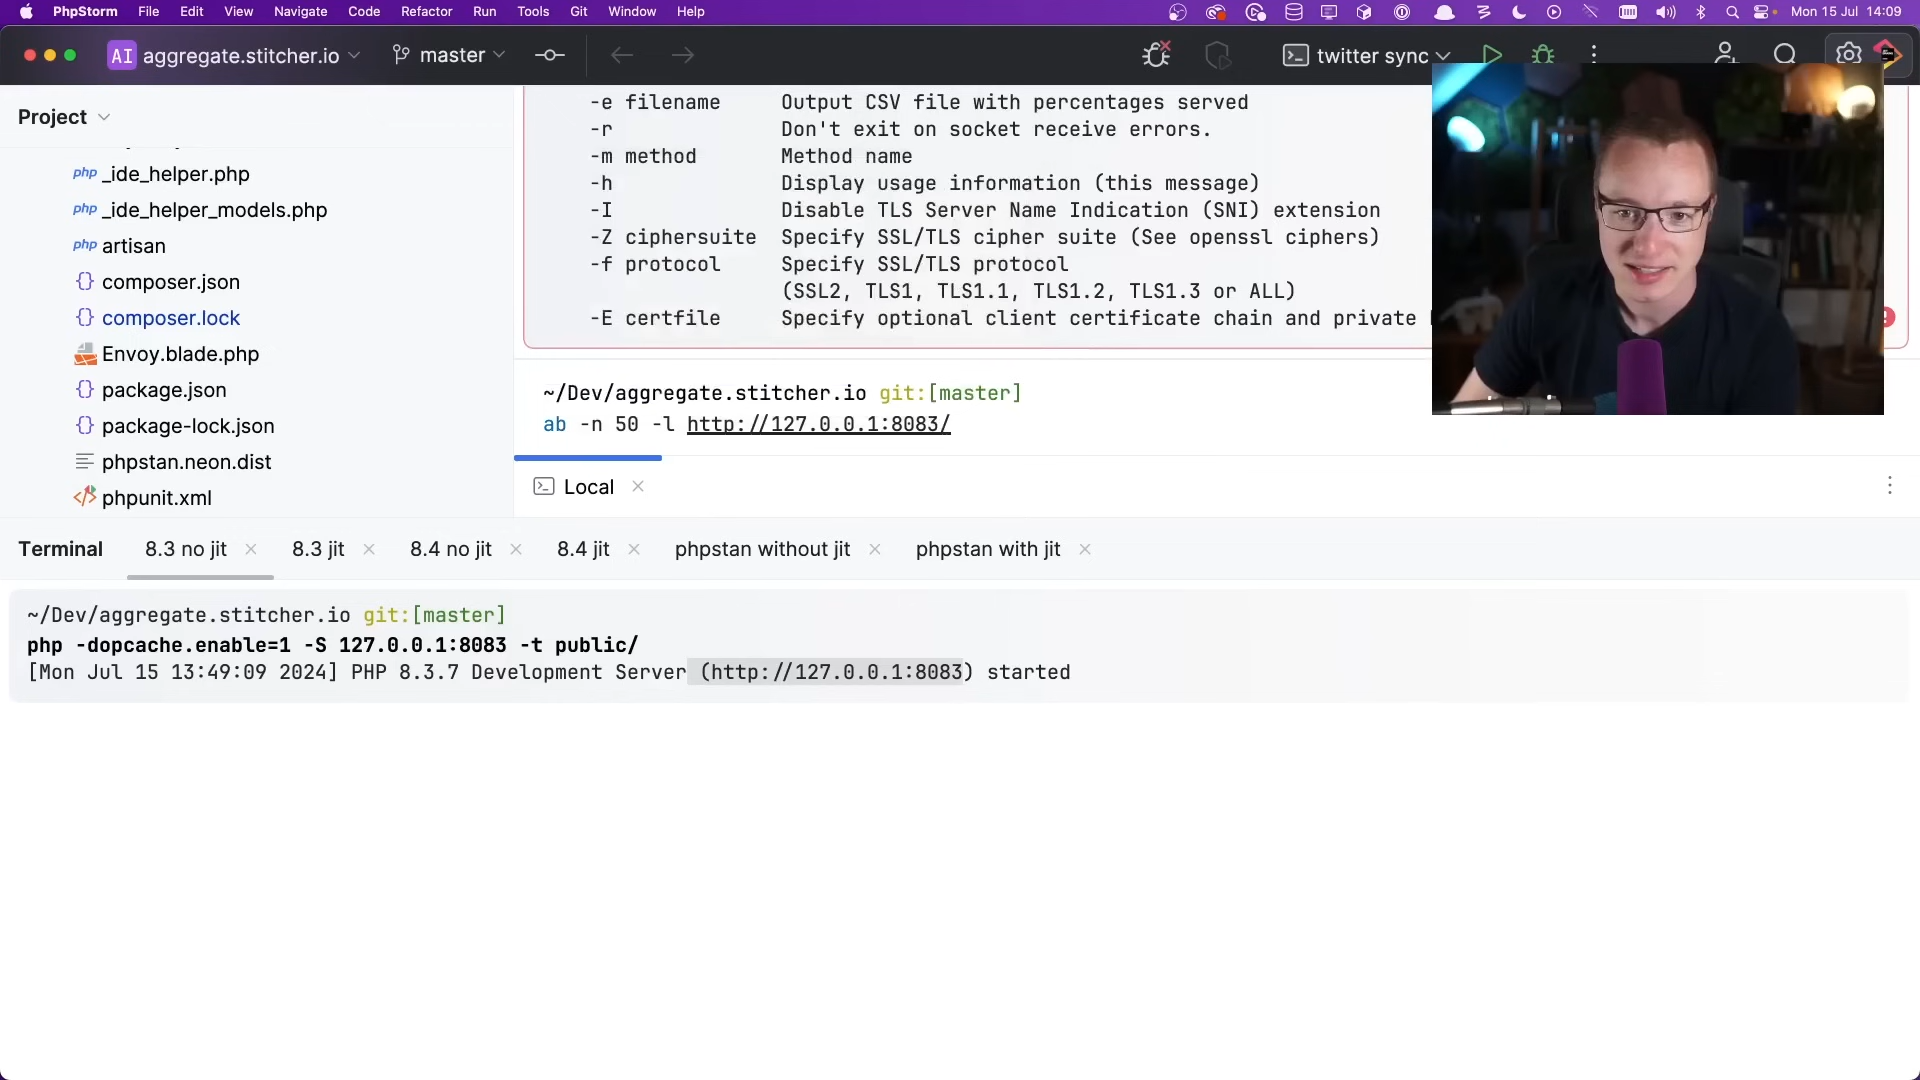 PhpStorm File Edit View Navigate Code Refactor Run Tools Git Window Help Mon 15 Jul 14:09
AI aggregate.stitcher.io master twitter sync
Project
php _ide_helper.php
php _ide_helper_models.php
php artisan
{} composer.json
{} composer.lock
Envoy.blade.php
{} package.json
{} package-lock.json
phpstan.neon.dist
</> phpunit.xml
-e filename Output CSV file with percentages served
-r Don't exit on socket receive errors.
-m method Method name
-h Display usage information (this message)
-I Disable TLS Server Name Indication (SNI) extension
-Z ciphersuite Specify SSL/TLS cipher suite (See openssl ciphers)
-f protocol Specify SSL/TLS protocol
(SSL2, TLS1, TLS1.1, TLS1.2, TLS1.3 or ALL)
-E certfile Specify optional client certificate chain and private
~/Dev/aggregate.stitcher.io git:[master]
ab -n 50 -l http://127.0.0.1:8083/
Local
Terminal 8.3 no jit 8.3 jit 8.4 no jit 8.4 jit phpstan without jit phpstan with jit
~/Dev/aggregate.stitcher.io git:[master]
php -dopcache.enable=1 -S 127.0.0.1:8083 -t public/
[Mon Jul 15 13:49:09 2024] PHP 8.3.7 Development Server (http://127.0.0.1:8083) started